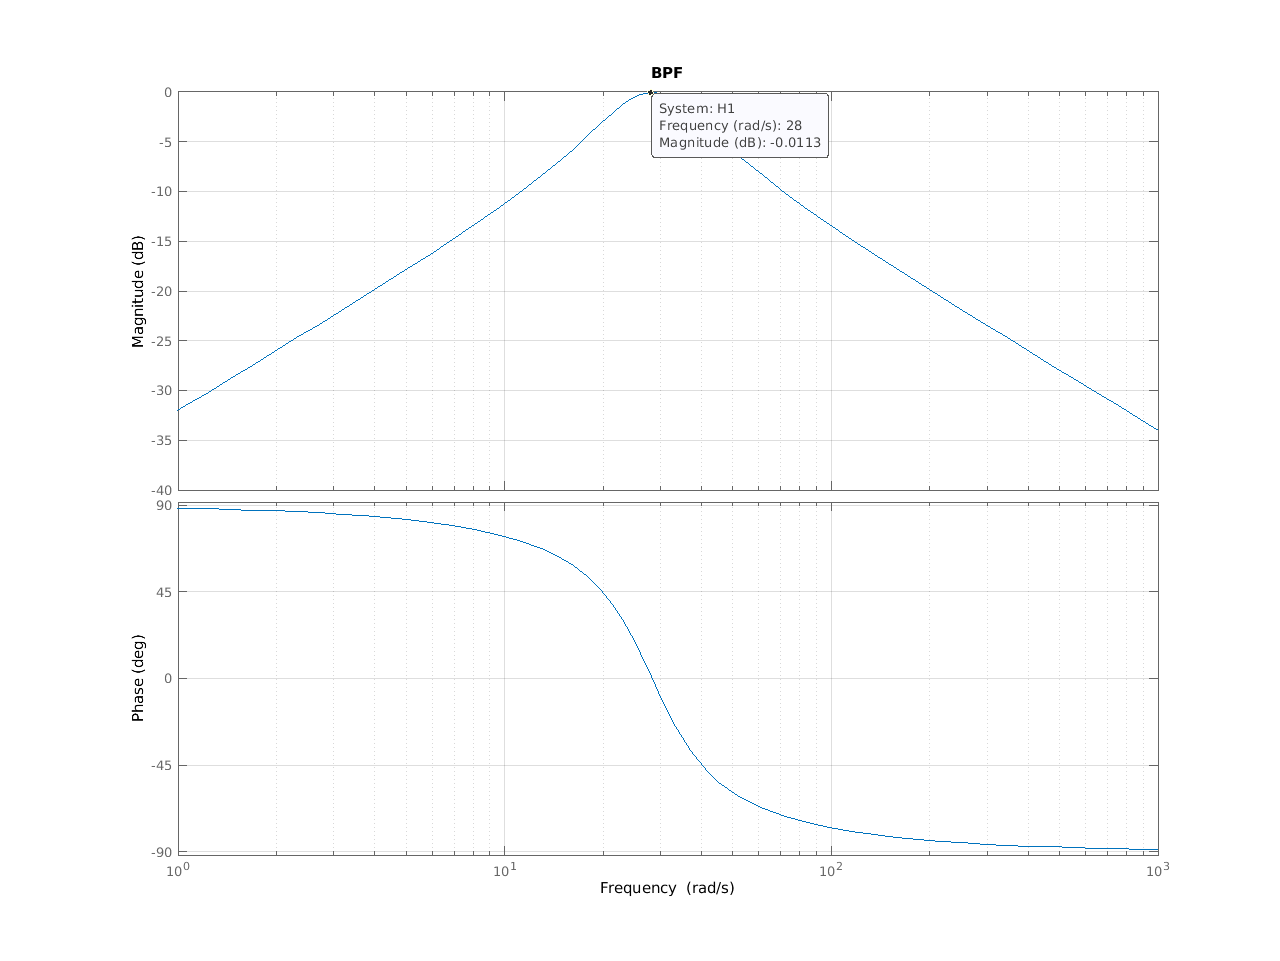 BPF
System: H1
Frequency (rad/s): 28
Magnitude (dB): -0.0113
Magnitude (dB)
0
-5
-10
-15
-20
-25
-30
-35
-40
Phase (deg)
90
45
0
-45
-90
10^0
10^1
10^2
10^3
Frequency (rad/s)